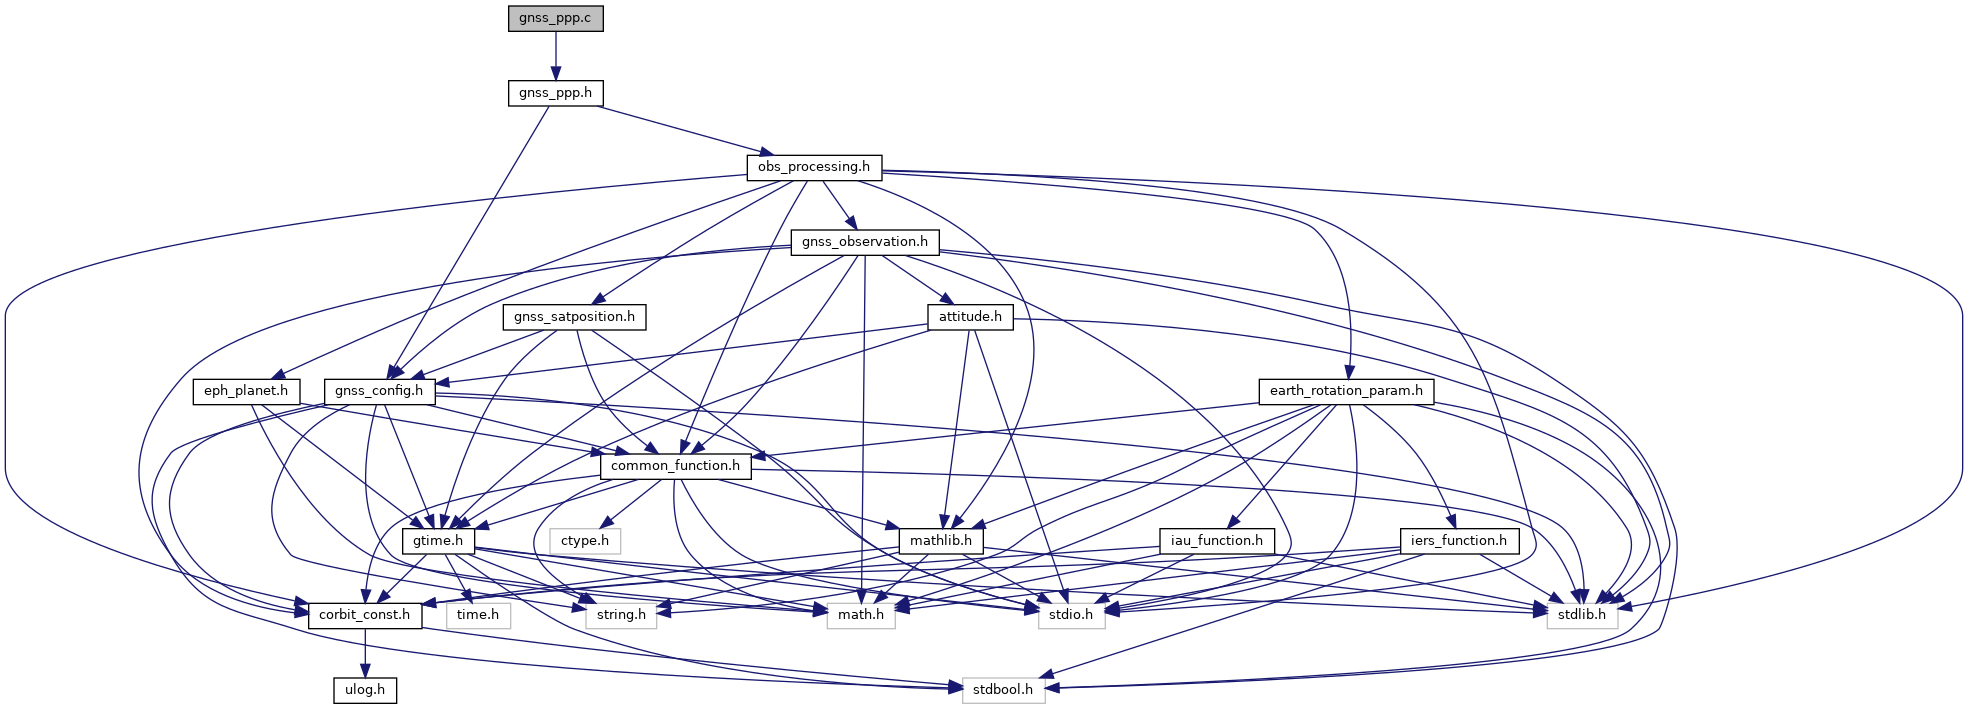 gnss_ppp.c
gnss_ppp.h
obs_processing.h
gnss_observation.h
gnss_satposition.h
attitude.h
eph_planet.h
gnss_config.h
earth_rotation_param.h
common_function.h
gtime.h
ctype.h
mathlib.h
iau_function.h
iers_function.h
corbit_const.h
time.h
string.h
math.h
stdio.h
stdlib.h
ulog.h
stdbool.h